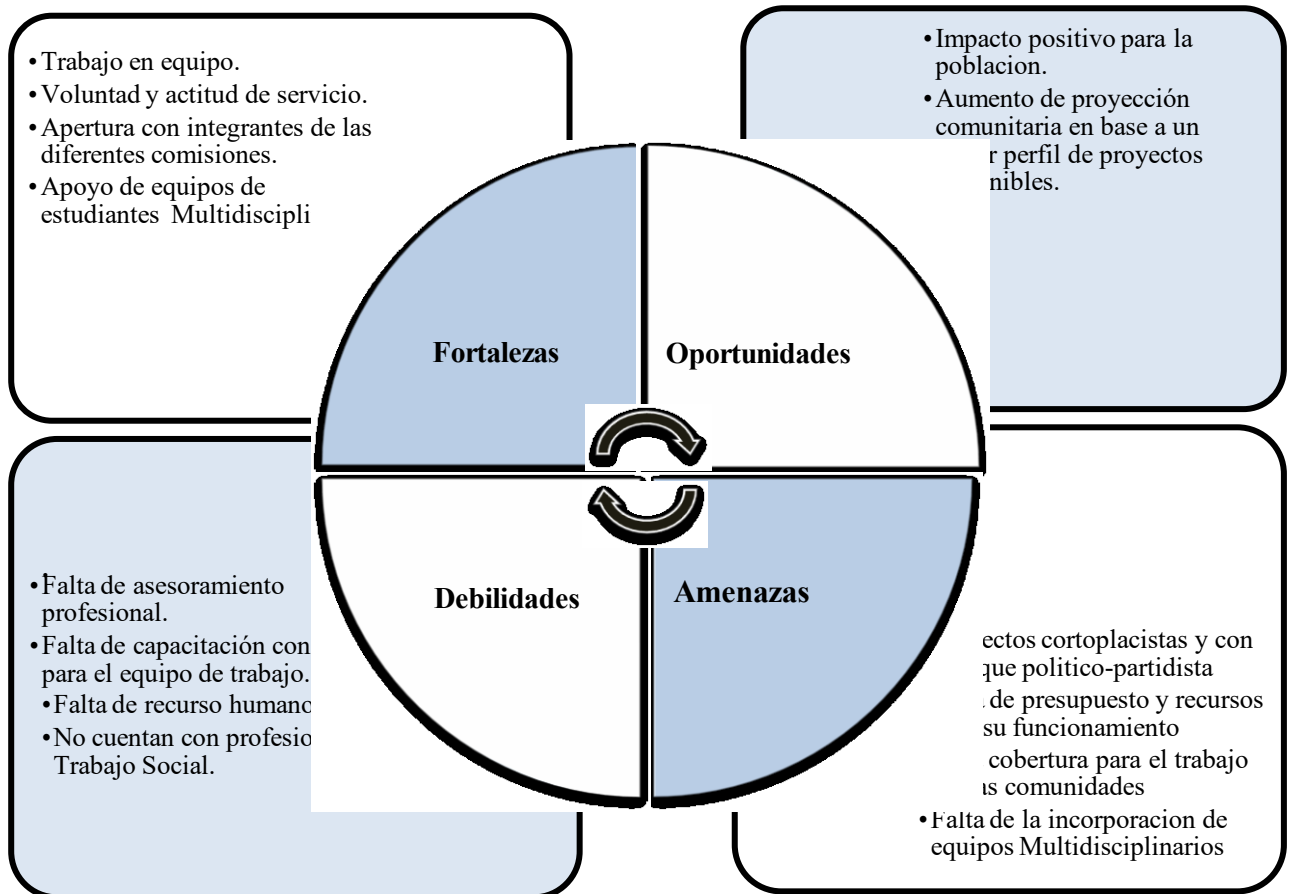 • Trabajo en equipo.
• Voluntad y actitud de servicio.
• Apertura con integrantes de las
diferentes comisiones.
• Apoyo de equipos de
estudiantes
• Impacto positivo para la
poblacion.
• Aumento de proyección
comunitaria en base a un
perfil de proyectos
Fortalezas
Oportunidades
Debilidades
Amenazas
• Falta de asesoramiento
profesional.
• Falta de capacitación
para el equipo de trabajo.
• Falta de recurso humano
• No cuentan con
Trabajo Social.
cortoplacistas y con
politico-partidista
de presupuesto y recursos
su funcionamiento
cobertura para el trabajo
comunidades
• Falta de la incorporacion de
equipos Multidisciplinarios